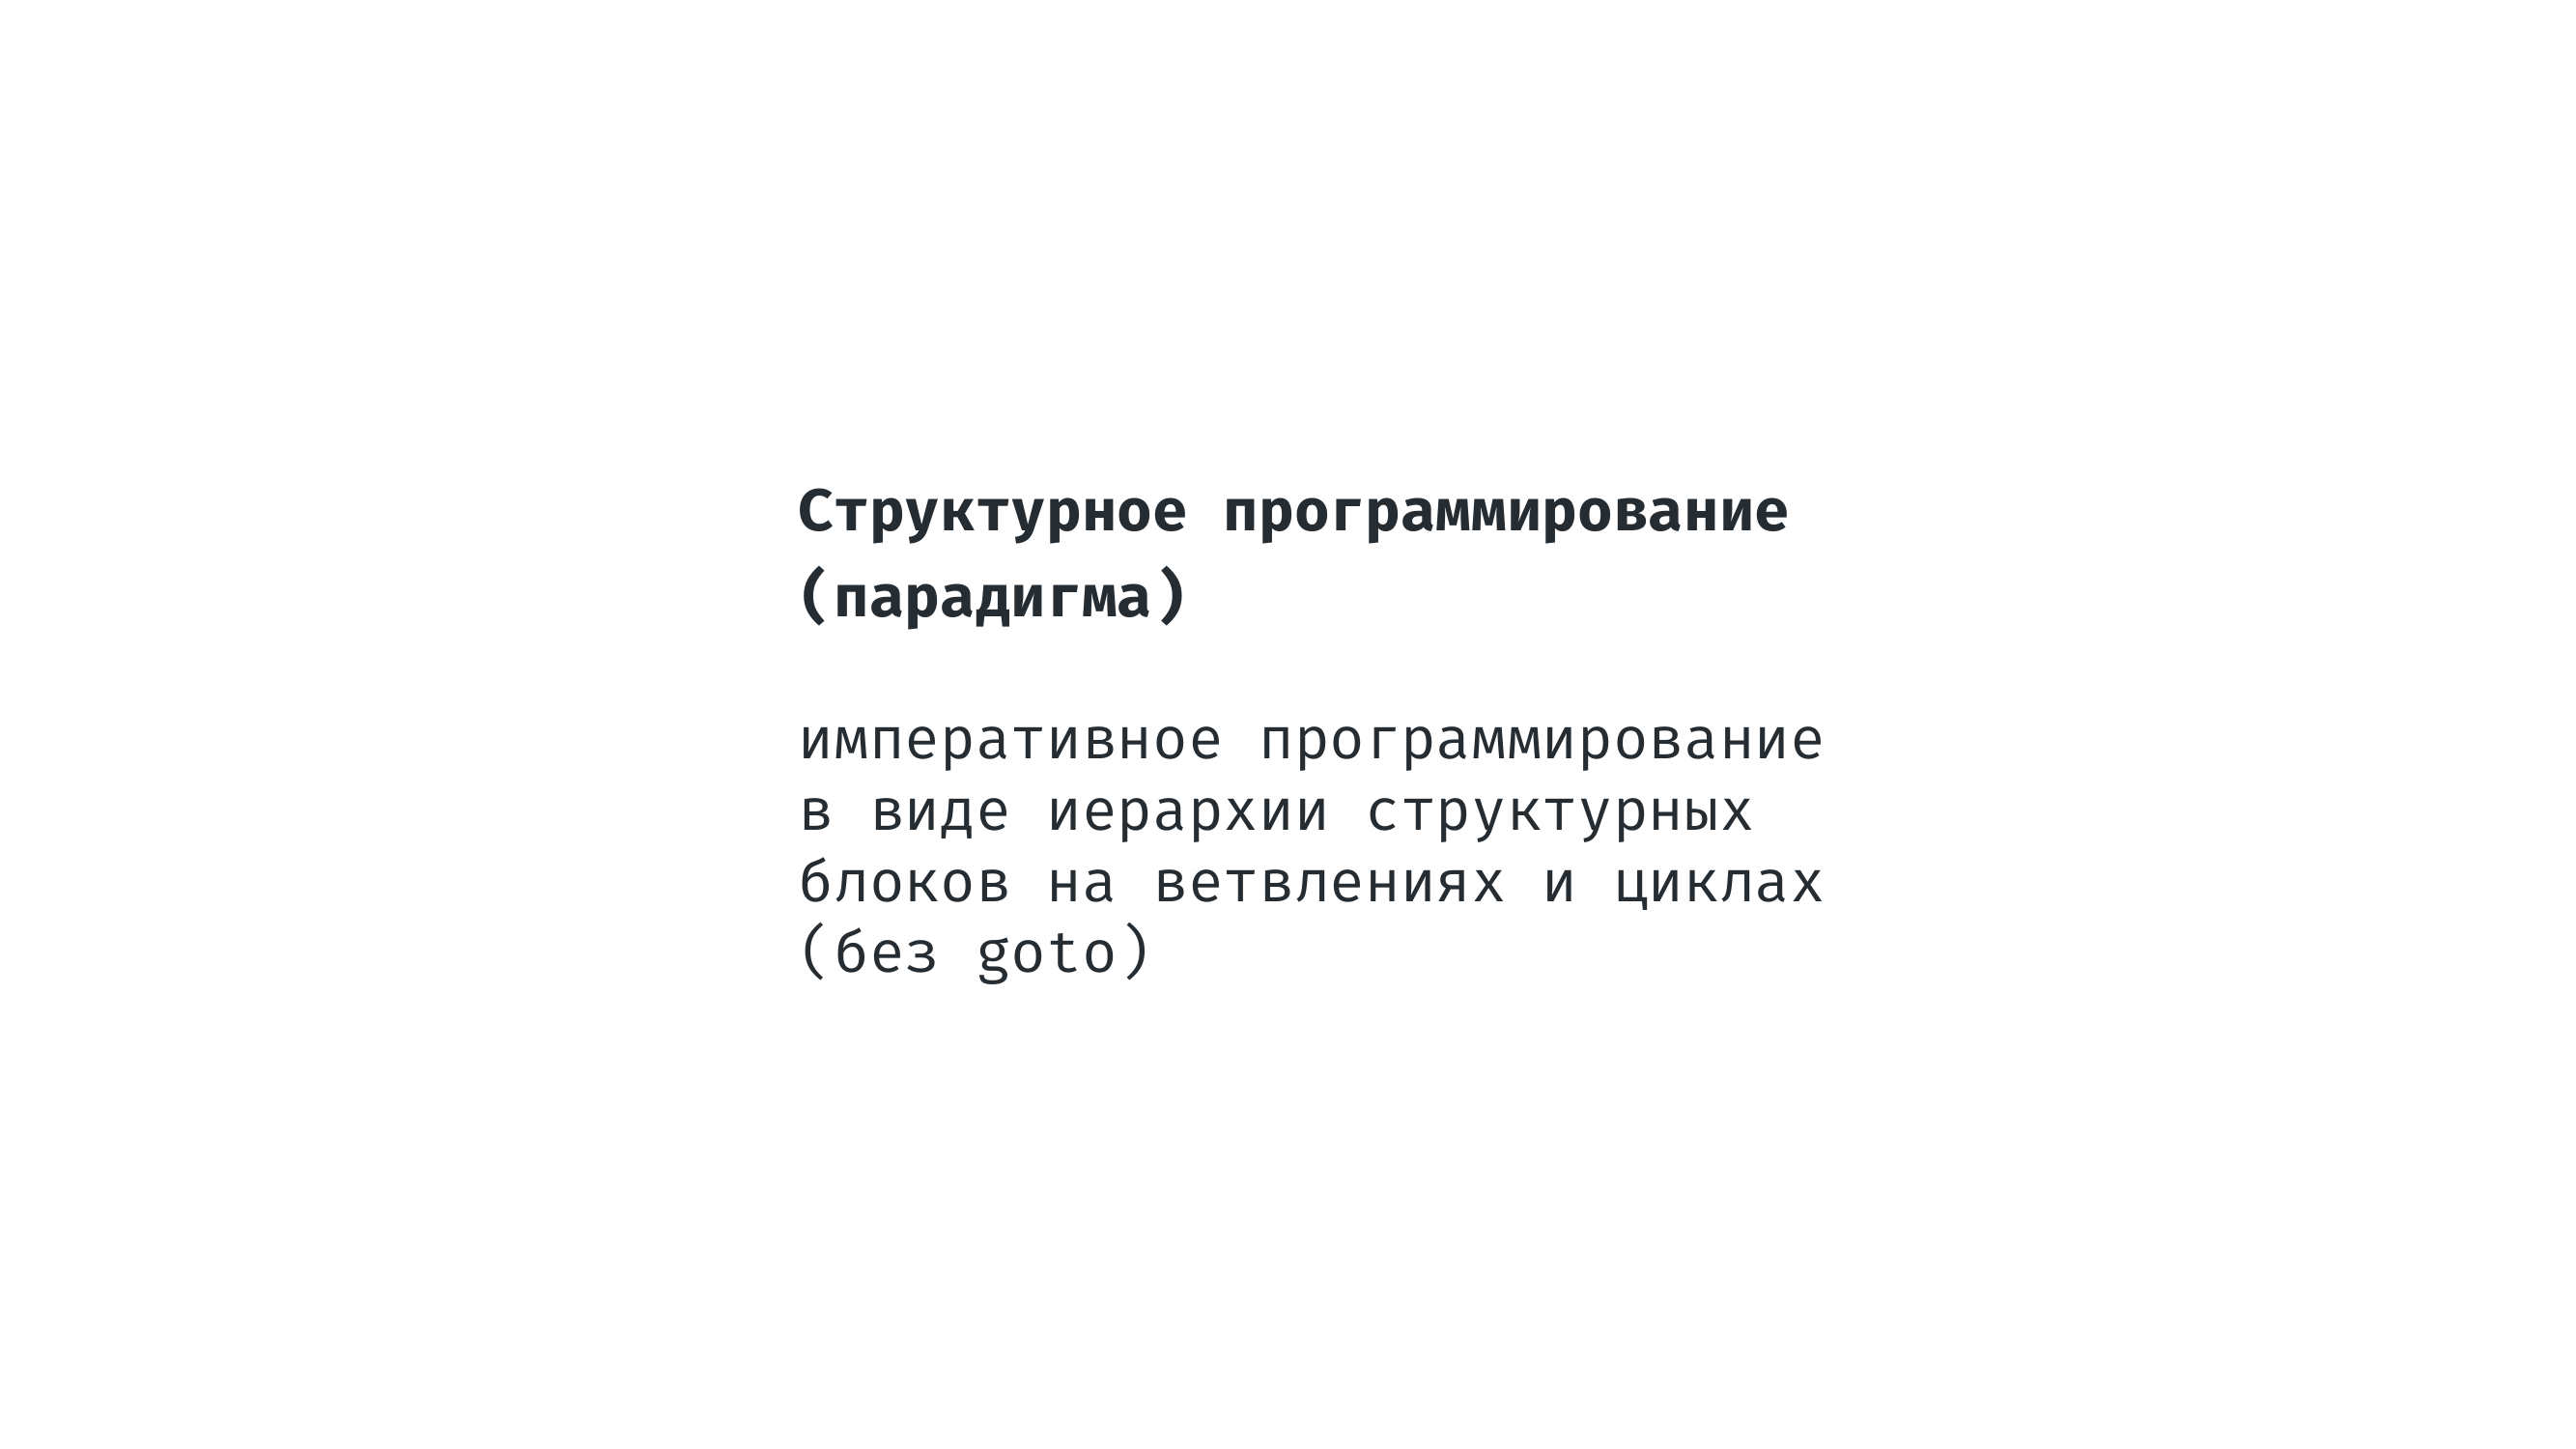 Структурное программирование
(парадигма)
императивное программирование
в виде иерархии структурных
блоков на ветвлениях и циклах
(без goto)